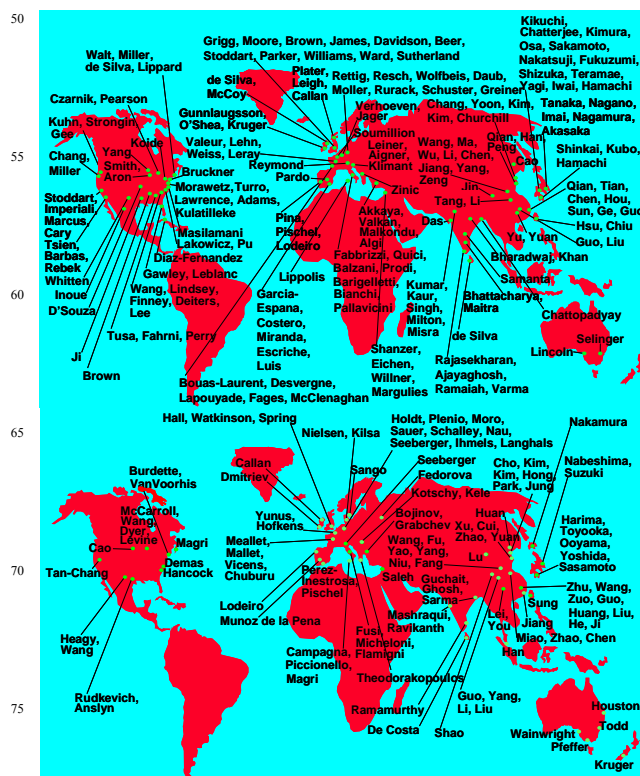 50
Kikuchi,
Chatterjee, Kimura,
Osa, Sakamoto,
Nakatsuji, Fukuzumi,
Shizuka, Teramae,
Yagi, Iwai, Hamachi
Walt, Miller,
de Silva, Lippard
Grigg, Moore, Brown, James, Davidson, Beer,
Stoddart, Parker, Williams, Ward, Sutherland
de Silva,
McCoy
Plater,
Leigh,
Callan
Rettig, Resch, Wolfbeis, Daub,
Moller, Rurack, Schuster, Greiner
Czarnik, Pearson
Kuhn, Strongin,
Gee
Koide
Gunnlaugsson,
O'Shea, Kruger
Verhoeven,
Jager
Chang, Yoon, Kim,
Kim, Churchill
Tanaka, Nagano,
Imai, Nagamura,
Akasaka
Yang
Smith,
Aron
Valeur, Lehn,
Weiss, Leray
Soumillion
Leiner,
Aigner,
Klimant
Wang, Ma,
Wu, Li, Chen,
Jiang, Yang,
Zeng
Qian, Han,
Peng
Cao
Shinkai, Kubo,
Hamachi
55
Chang,
Miller
Bruckner
Reymond
Pardo
Jin
Tang, Li
Qian, Tian,
Chen, Hou,
Sun, Ge, Guo
Stoddart,
Imperiali,
Marcus,
Cary
Tsien,
Barbas,
Rebek
Whitten
Morawetz, Turro,
Lawrence, Adams,
Kulatilleke
Zinic
Pina,
Pischel,
Lodeiro
Akkaya,
Valkan,
Malkondu,
Algi
Das
Hsu, Chiu
Yu, Yuan
Guo, Liu
Masilamani
Lakowicz, Pu
Diaz-Fernandez
Gawley, Leblanc
Bharadwaj, Khan
Samanta
Inoue
D'Souza
Wang, Lindsey,
Finney, Deiters,
Lee
Lippolis
Fabbrizzi, Quici,
Balzani, Prodi,
Barigelletti,
Bianchi,
Pallavicini
Kumar,
Kaur,
Singh,
Milton,
Misra
Bhattacharya,
Maitra
60
Garcia-
Espana,
Costero,
Miranda,
Escriche,
Luis
Chattopadyay
Tusa, Fahrni, Perry
de Silva
Selinger
Lincoln
Ji
Brown
Shanzer,
Eichen,
Willner,
Margulies
Rajasekharan,
Ajayaghosh,
Ramaiah, Varma
Bouas-Laurent, Desvergne,
Lapouyade, Fages, McClenaghan
65
Hall, Watkinson, Spring
Nielsen, Kilsa
Holdt, Plenio, Moro,
Sauer, Schalley, Nau,
Seeberger, Ihmels, Langhals
Nakamura
Burdette,
VanVoorhis
Callan
Dmitriev
Sango
Seeberger
Fedorova
Cho, Kim,
Kim, Hong,
Park, Jung
Nabeshima,
Suzuki
Kotschy, Kele
McCarroll,
Wang,
Dyer,
Levine
Yunus,
Hofkens
Bojinov,
Grabchev
Huan
Xu, Cui,
Zhao, Yuan
Harima,
Toyooka,
Ooyama,
Yoshida,
Sasamoto
Cao
Magri
Meallet,
Mallet,
Vicens,
Chuburu
Wang, Fu,
Yao, Yang,
Niu, Fang
Lu
Demas
Hancock
70
Tan-Chang
Perez-
Inestrosa,
Pischel
Saleh
Guchait,
Ghosh,
Sarma
Zhu, Wang,
Zuo, Guo,
Huang, Liu,
He, Ji
Sung
Lodeiro
Munoz de la Pena
Mashraqui,
Ravikanth
Lei,
You
Jiang
Heagy,
Wang
Fusi,
Micheloni,
Flamigni
Miao, Zhao, Chen
Han
Campagna,
Piccionello,
Magri
Theodorakopoulos
Rudkevich,
Anslyn
Guo, Yang,
Li, Liu
Ramamurthy
De Costa
Shao
Houston
75
Todd
Wainwright
Pfeffer
Kruger